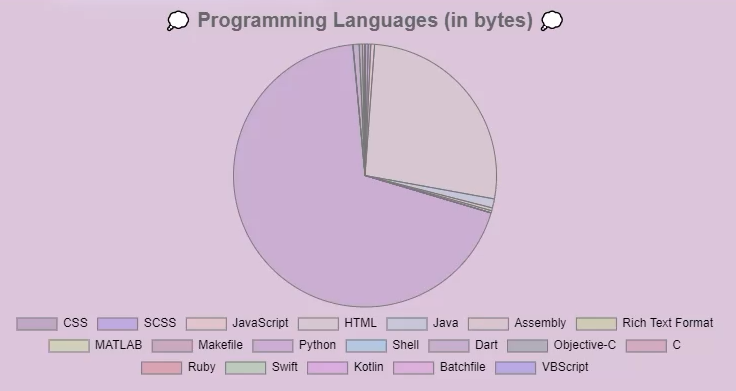 💭 Programming Languages (in bytes) 💭
CSS SCSS JavaScript HTML Java Assembly Rich Text Format
MATLAB Makefile Python Shell Dart Objective-C C
Ruby Swift Kotlin Batchfile VBScript